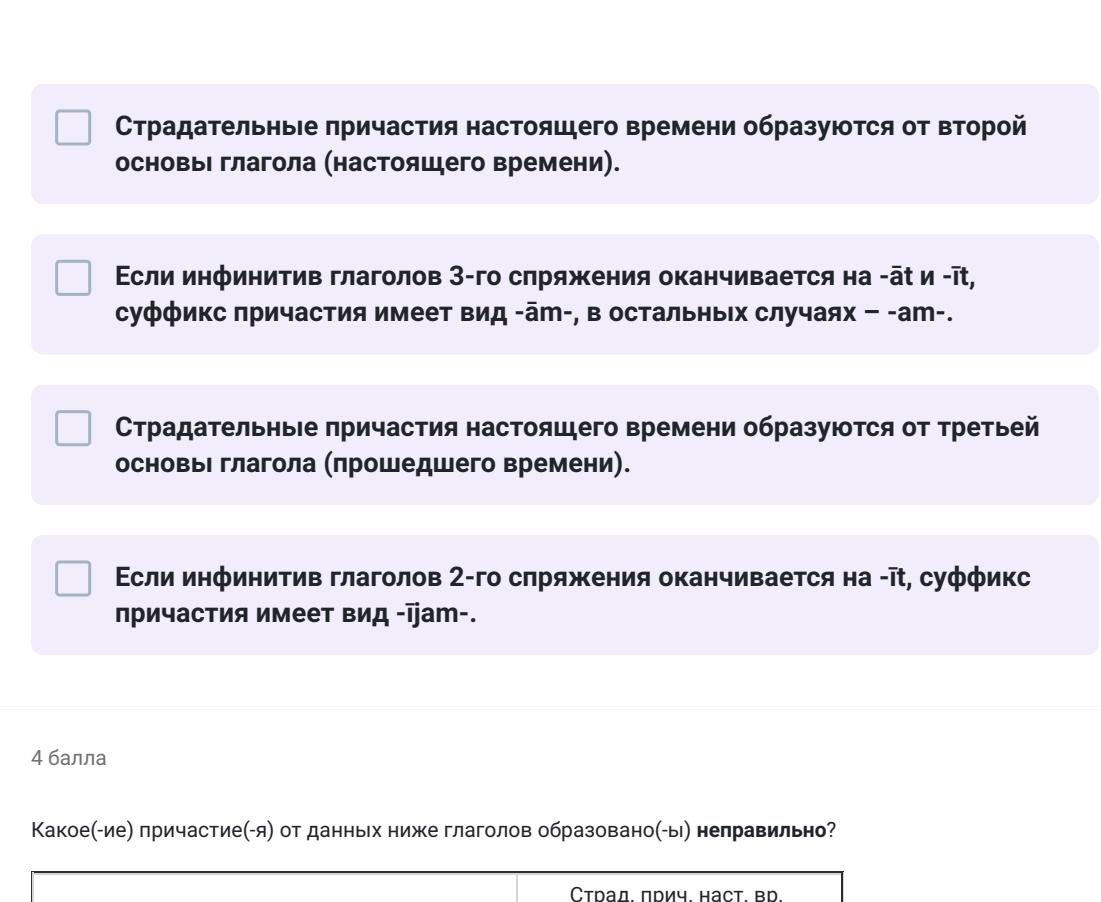 Страдательные причастия настоящего времени образуются от второй
основы глагола (настоящего времени).
Если инфинитив глаголов 3-го спряжения оканчивается на -āt и -īt,
суффикс причастия имеет вид -ām-, в остальных случаях – -am-.
Страдательные причастия настоящего времени образуются от третьей
основы глагола (прошедшего времени).
Если инфинитив глаголов 2-го спряжения оканчивается на -īt, суффикс
причастия имеет вид -ījam-.
4 балла
Какое(-ие) причастие(-я) от данных ниже глаголов образовано(-ы) неправильно?
Страд. прич. наст. вр.